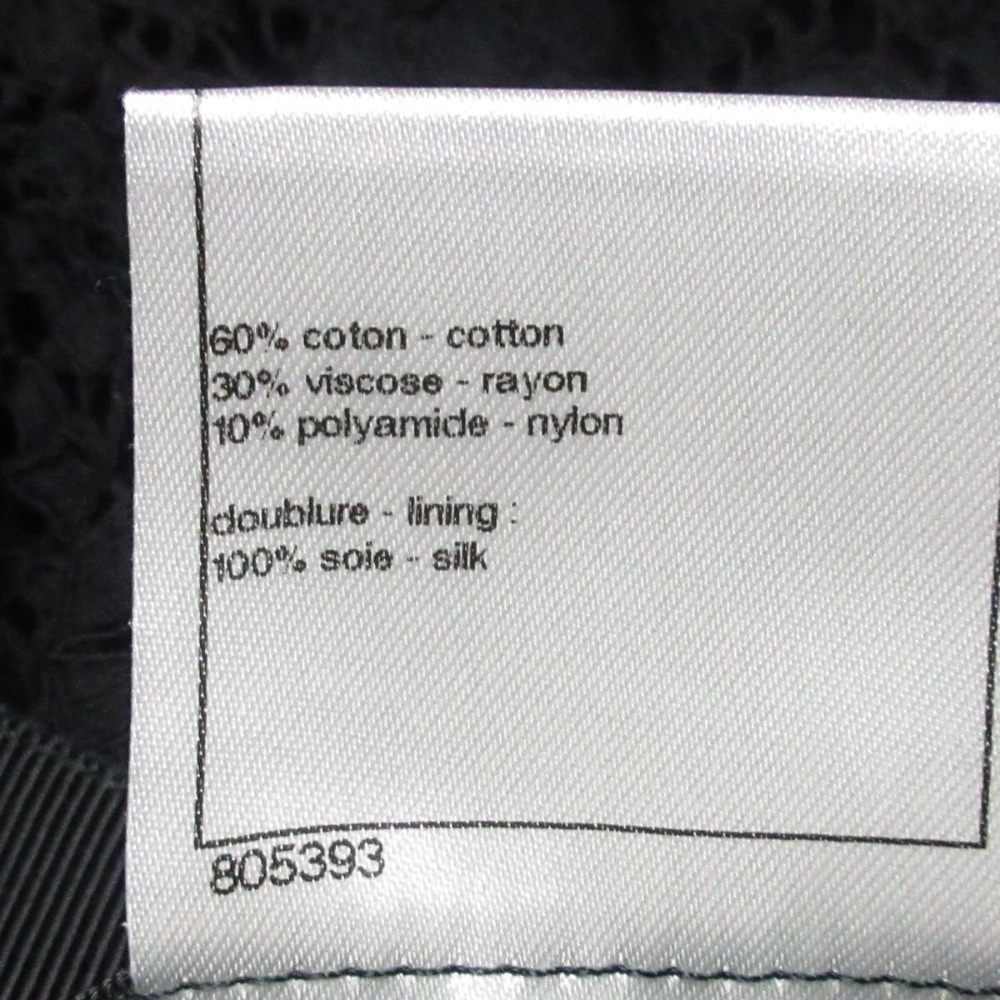 60% coton - cotton
30% viscose - rayon
10% polyamide - nylon
doublure - lining :
100% soie - silk
805393